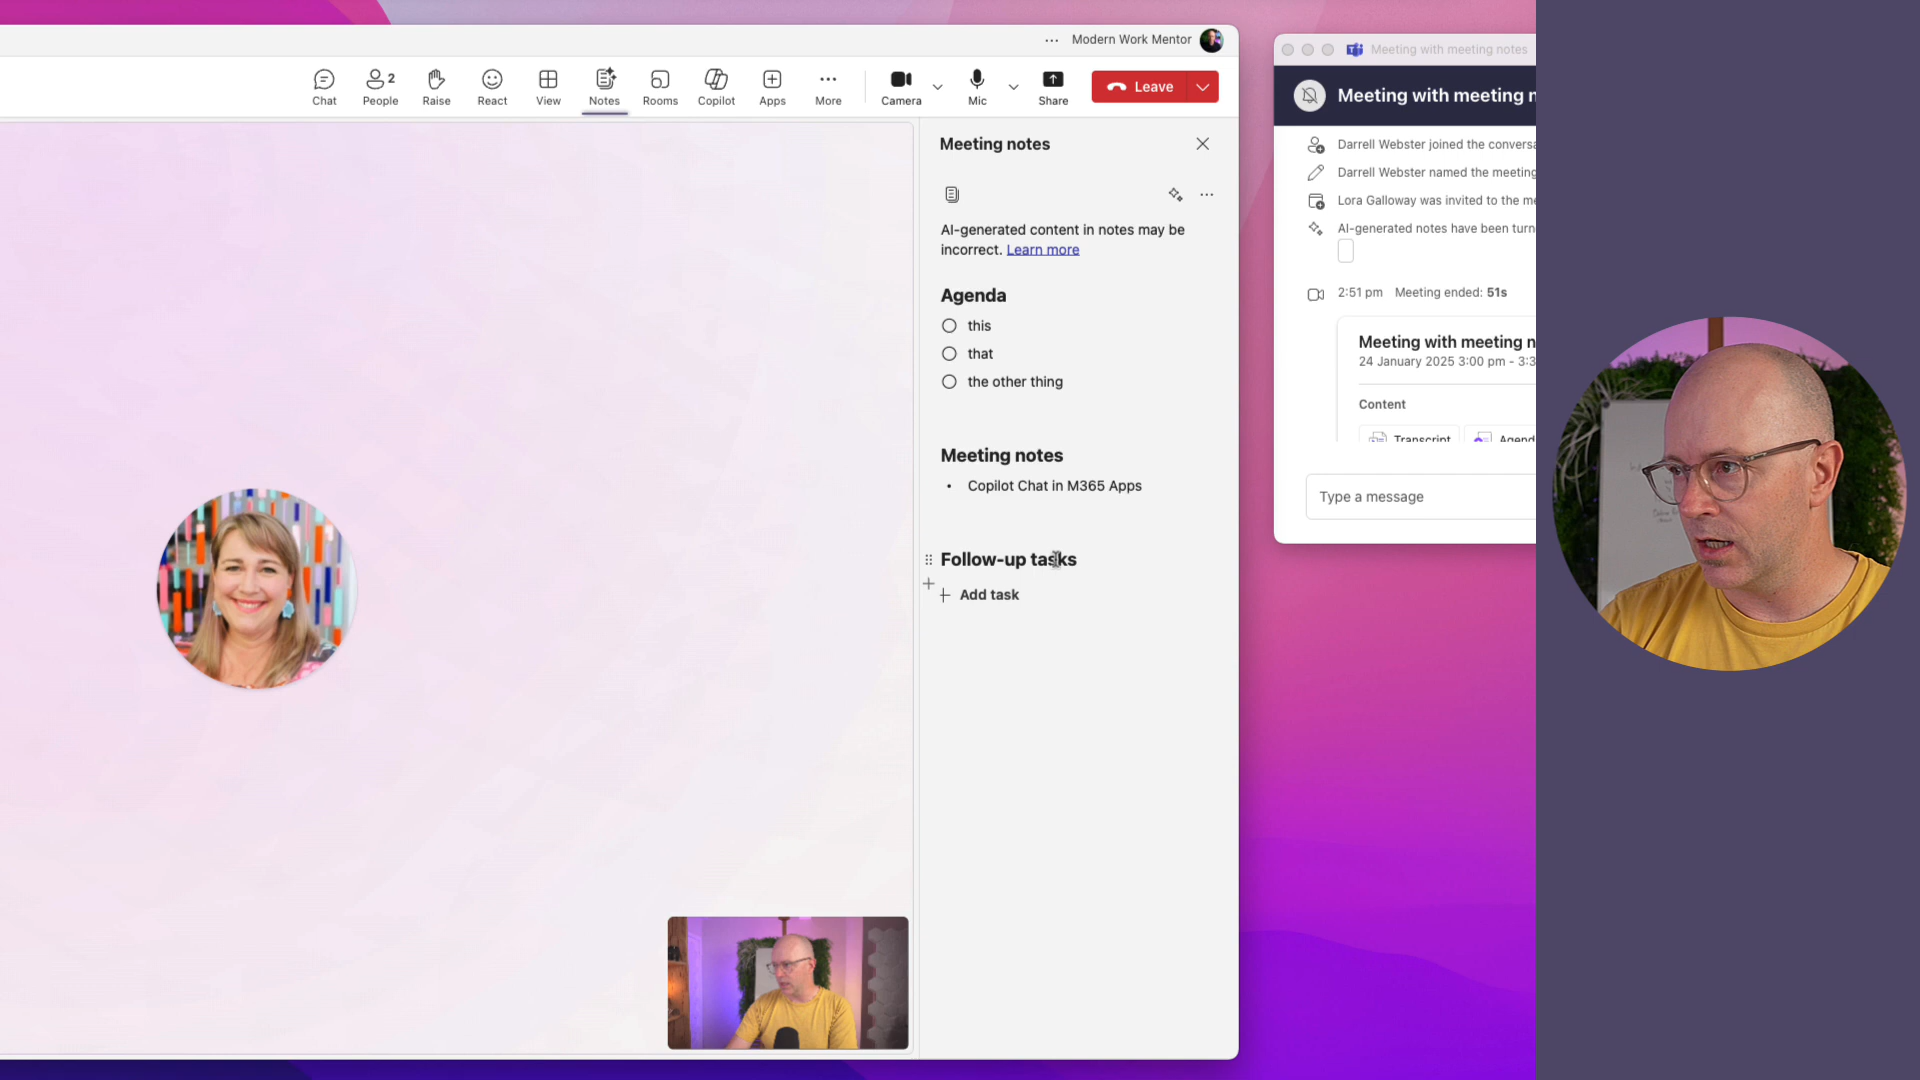 Modern Work Mentor
Chat
People 2
Raise
React
View
Notes
Rooms
Copilot
Apps
More
Camera
Mic
Share
Leave
Meeting notes
AI-generated content in notes may be
incorrect. Learn more
Agenda
this
that
the other thing
Meeting notes
• Copilot Chat in M365 Apps
Follow-up tasks
Add task
Meeting with meeting notes
Meeting with meeting n
Darrell Webster joined the conversa
Darrell Webster named the meeting
Lora Galloway was invited to the me
AI-generated notes have been turn
2:51 pm Meeting ended: 51s
Meeting with meeting n
24 January 2025 3:00 pm - 3:3
Content
Transcript
Agend
Type a message